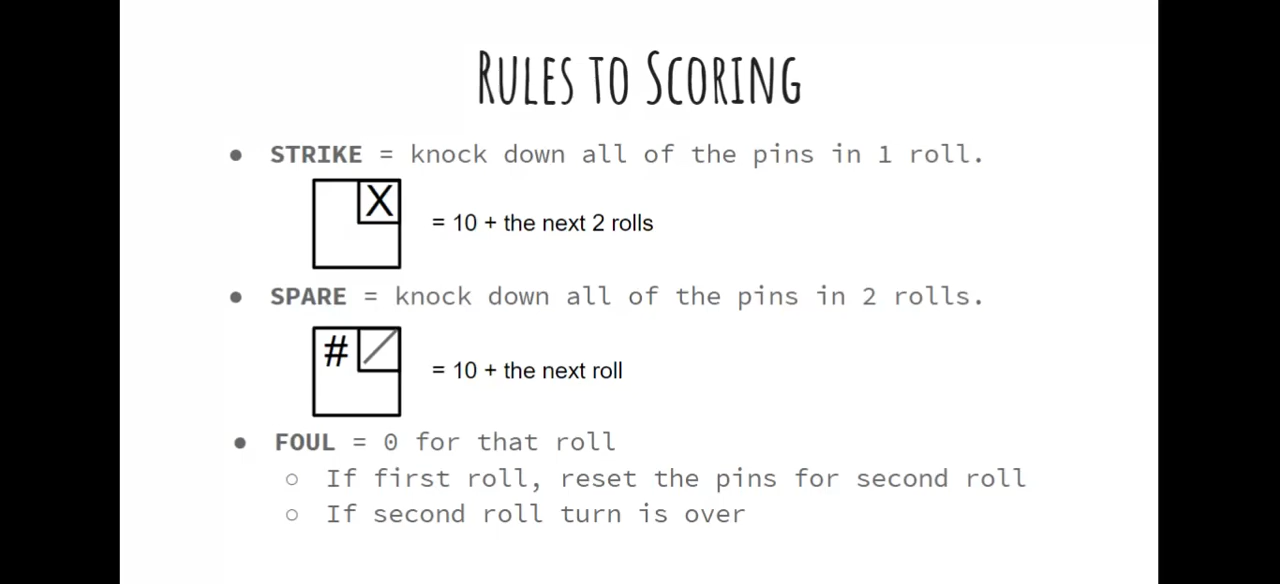 RULES TO SCORING
● STRIKE = knock down all of the pins in 1 roll.
X
= 10 + the next 2 rolls
● SPARE = knock down all of the pins in 2 rolls.
# /
= 10 + the next roll
● FOUL = 0 for that roll
○ If first roll, reset the pins for second roll
○ If second roll turn is over